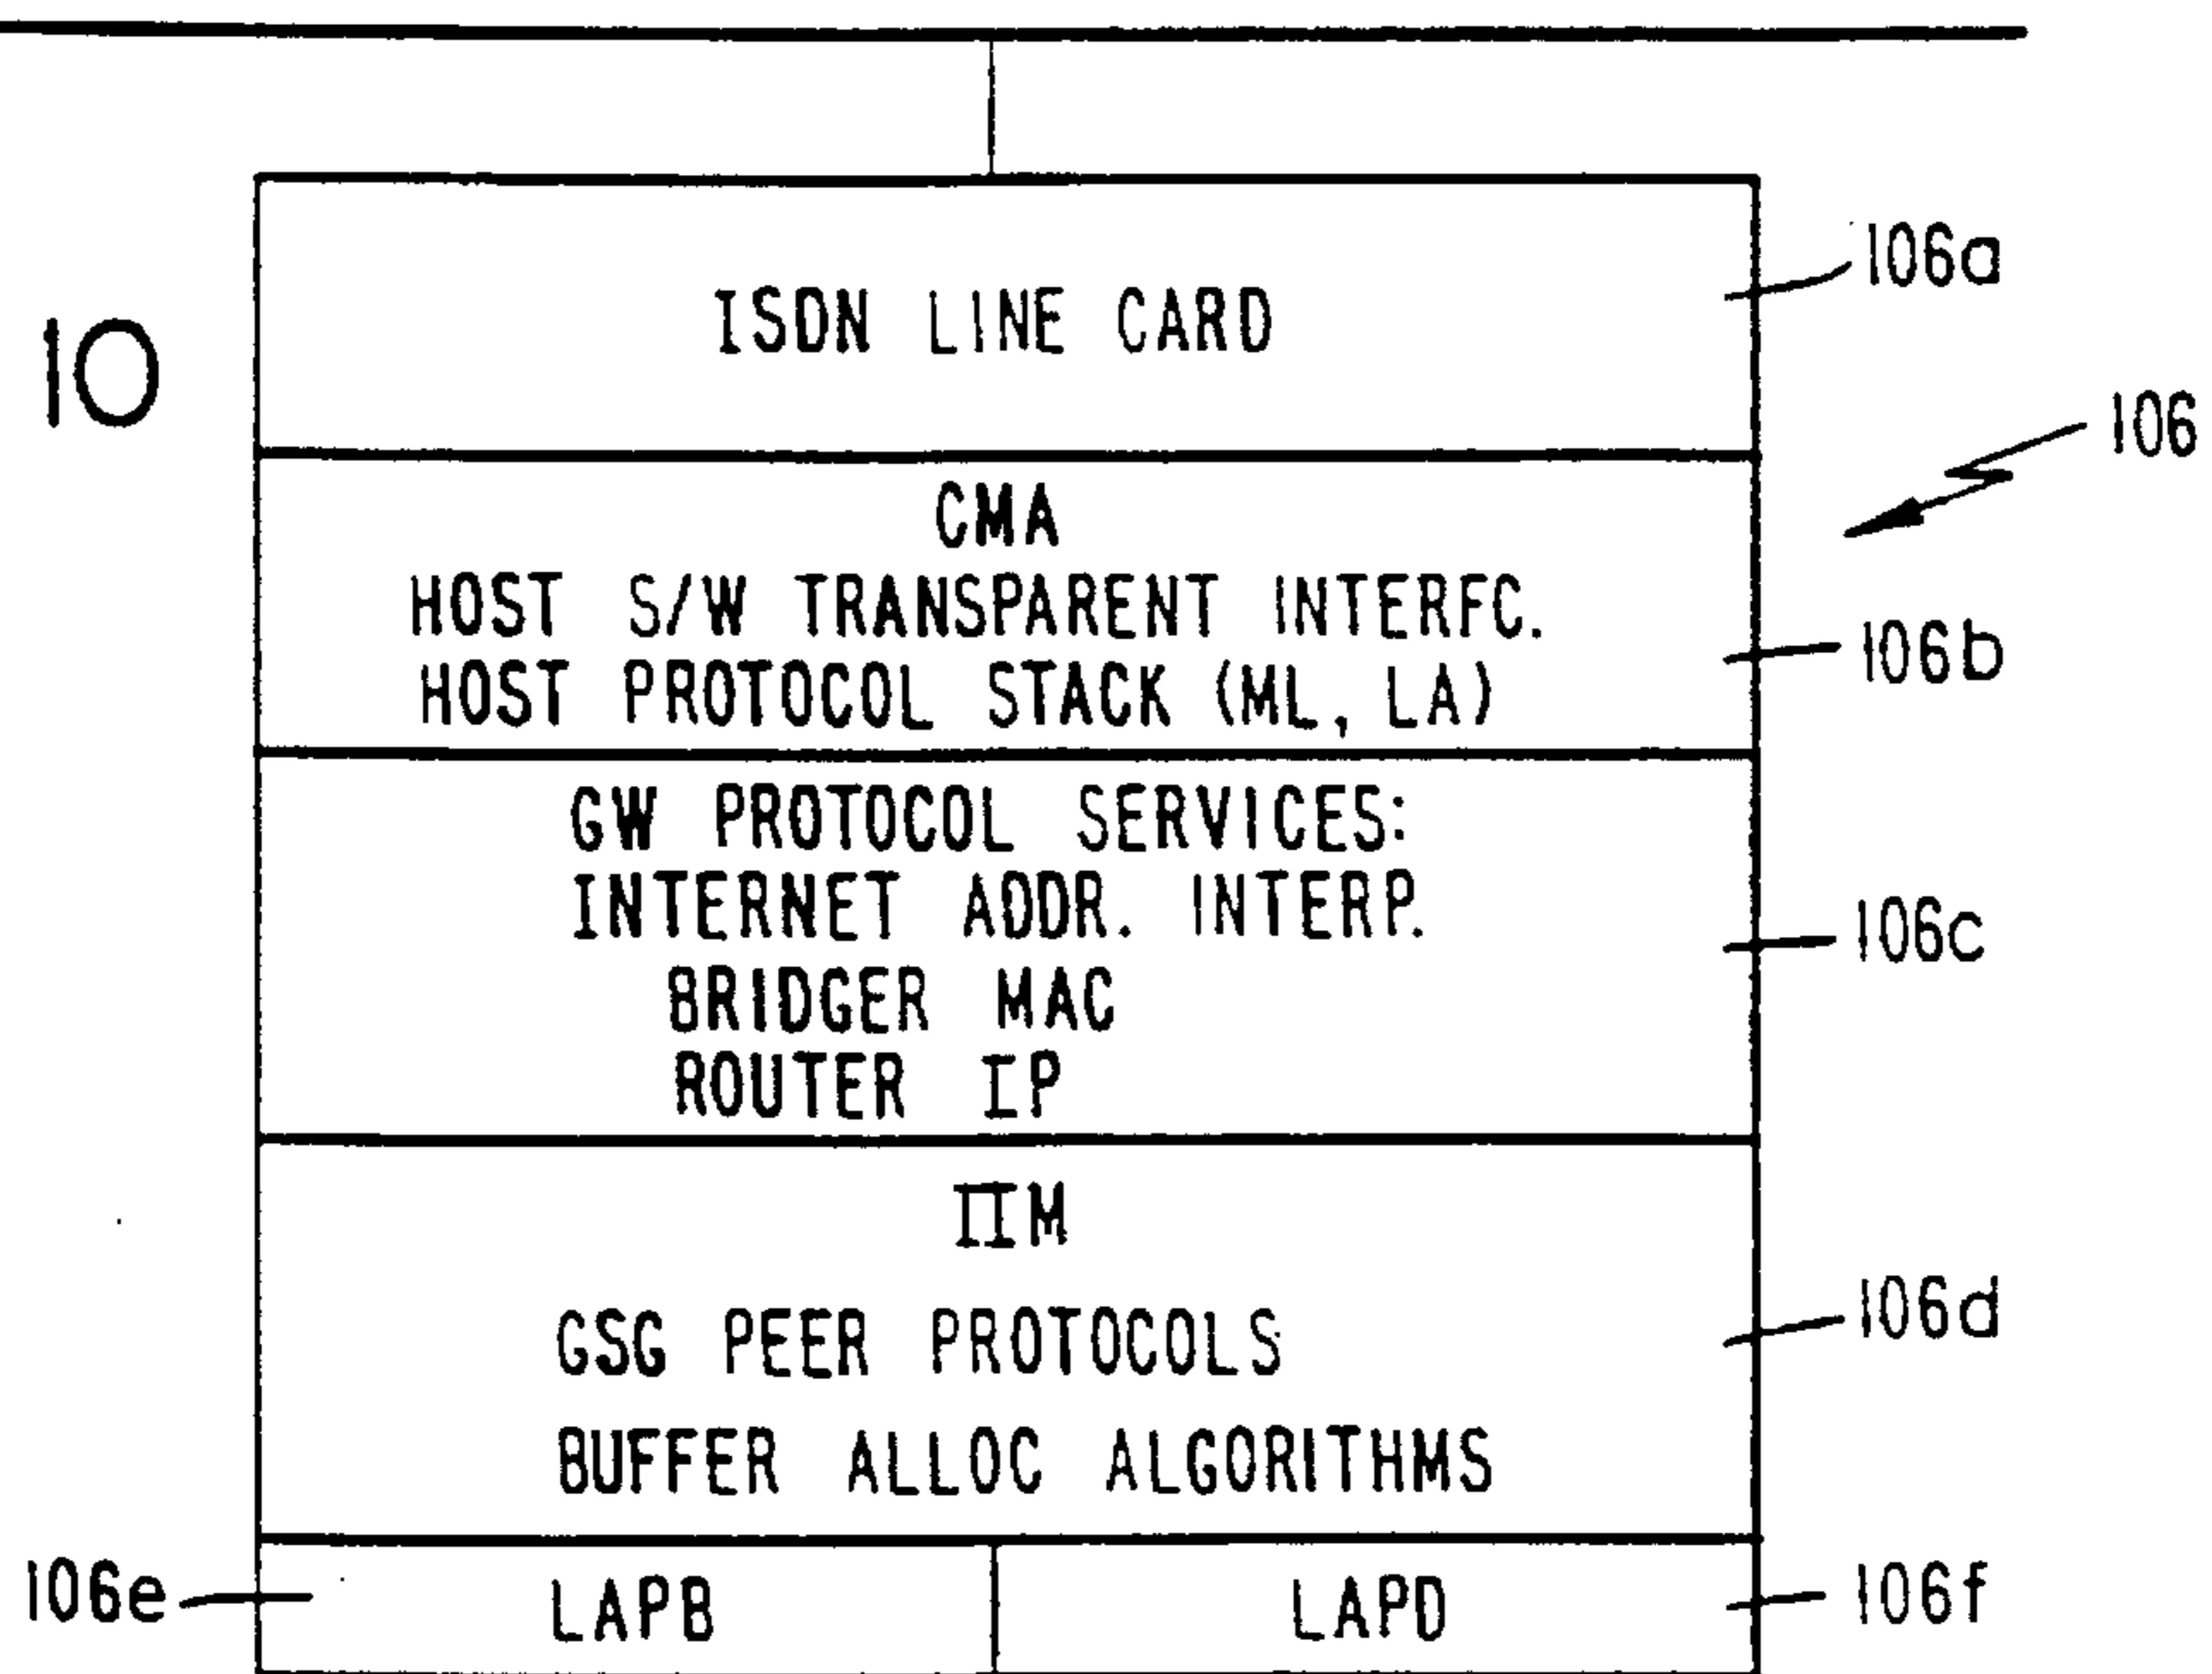 ISDN LINE CARD
106a
10
106
CMA
HOST S/W TRANSPARENT INTERFC.
HOST PROTOCOL STACK (ML, LA)
106b
GW PROTOCOL SERVICES:
INTERNET ADDR. INTERP.
BRIDGER MAC
ROUTER IP
106c
IIM
GSG PEER PROTOCOLS
BUFFER ALLOC ALGORITHMS
106d
106e
LAPB
LAPD
106f